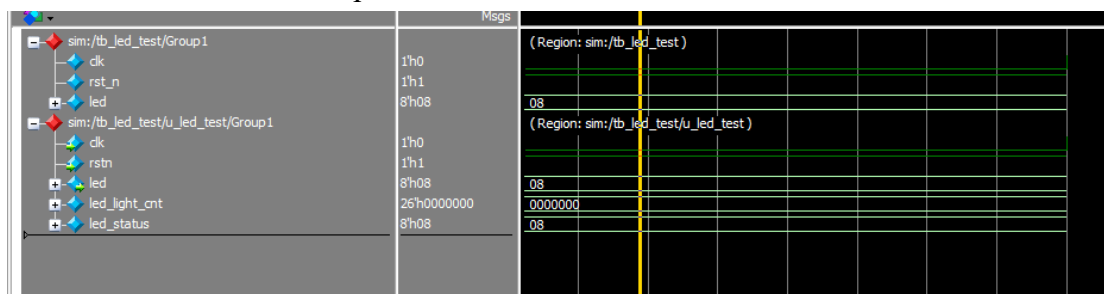 Msgs
sim:/tb_led_test/Group1 (Region: sim:/tb_led_test)
clk 1'h0
rst_n 1'h1
led 8'h08 08
sim:/tb_led_test/u_led_test/Group1 (Region: sim:/tb_led_test/u_led_test)
clk 1'h0
rstn 1'h1
led 8'h08 08
led_light_cnt 26'h0000000 0000000
led_status 8'h08 08